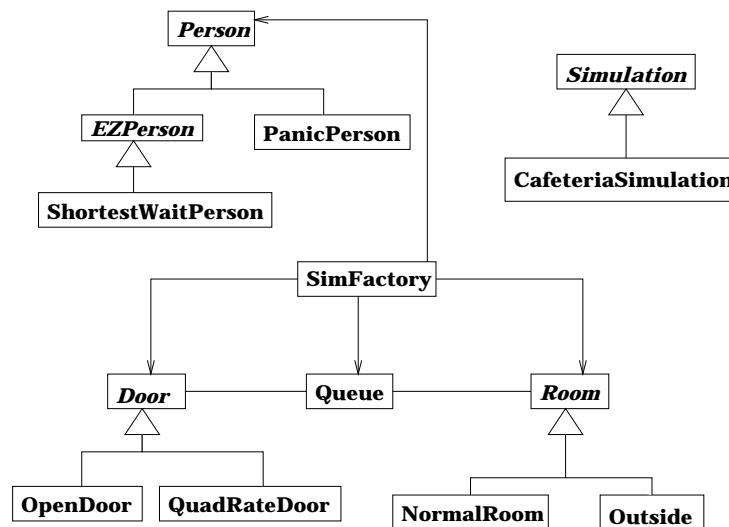 Person
Simulation
EZPerson
PanicPerson
CafeteriaSimulation
ShortestWaitPerson
SimFactory
Door
Queue
Room
OpenDoor
QuadRateDoor
NormalRoom
Outside